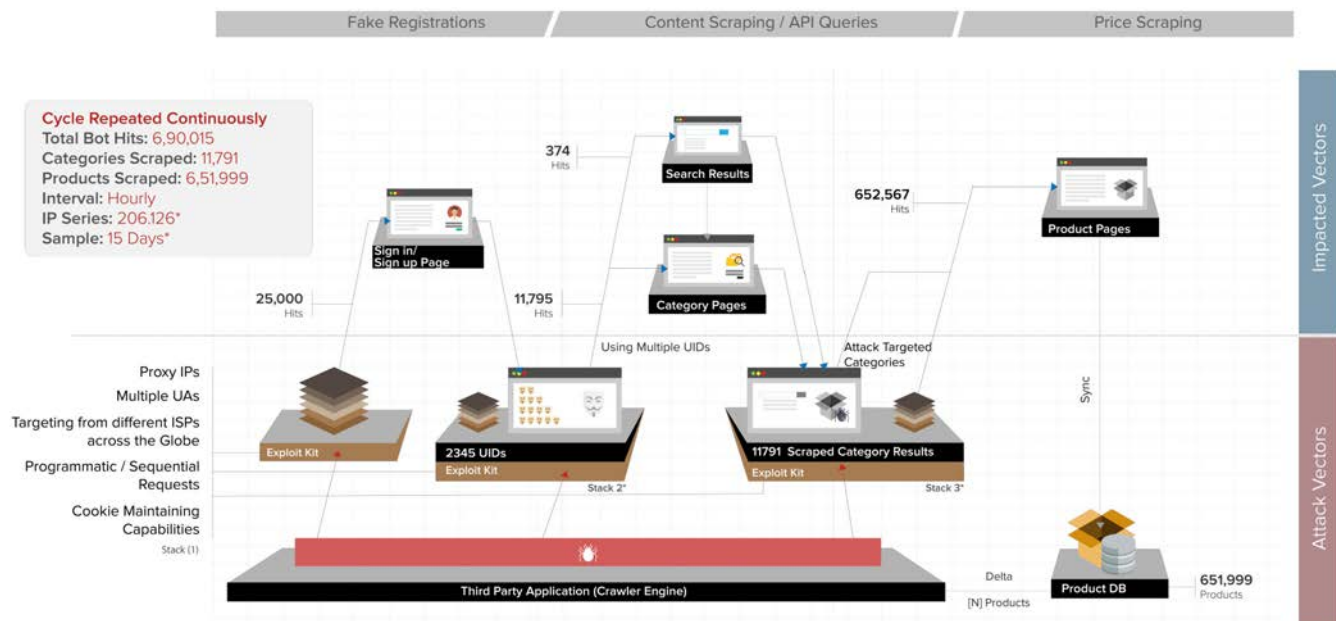 Fake Registrations
Content Scraping / API Queries
Price Scraping
Cycle Repeated Continuously
Total Bot Hits: 6,90,015
Categories Scraped: 11,791
Products Scraped: 6,51,999
Interval: Hourly
IP Series: 206.126*
Sample: 15 Days*
Impacted Vectors
374
Hits
Search Results
652,567
Hits
Product Pages
Sign in/
Sign up Page
Category Pages
25,000
Hits
11,795
Hits
Using Multiple UIDs
Attack Targeted
Categories
Sync
Attack Vectors
Proxy IPs
Multiple UAs
Targeting from different ISPs
across the Globe
Programmatic / Sequential
Requests
Cookie Maintaining
Capabilities
Stack (1)
Exploit Kit
2345 UIDs
Exploit Kit
Stack 2*
11791 Scraped Category Results
Exploit Kit
Stack 3*
Third Party Application (Crawler Engine)
Delta
[N] Products
Product DB
651,999
Products